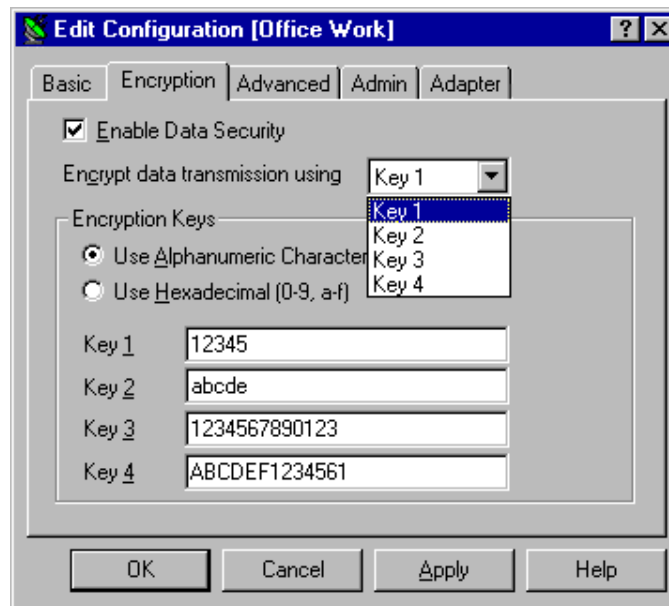 Edit Configuration [Office Work]
Basic Encryption Advanced Admin Adapter
Enable Data Security
Encrypt data transmission using Key 1
Key 1
Key 2
Key 3
Key 4
Encryption Keys
Use Alphanumeric Character
Use Hexadecimal (0-9, a-f)
Key 1 12345
Key 2 abcde
Key 3 1234567890123
Key 4 ABCDEF1234561
OK Cancel Apply Help